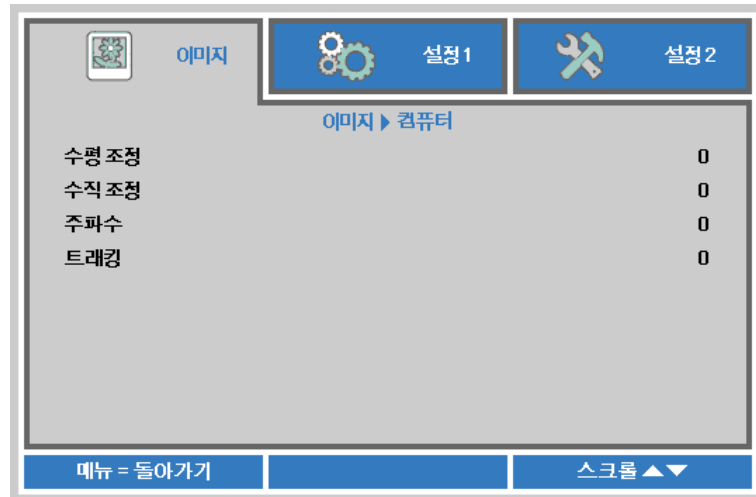 이미지
설정 1
설정 2
이미지 ▶ 컴퓨터
수평 조정 0
수직 조정 0
주파수 0
트래킹 0
메뉴 = 돌아가기
스크롤 ▲▼